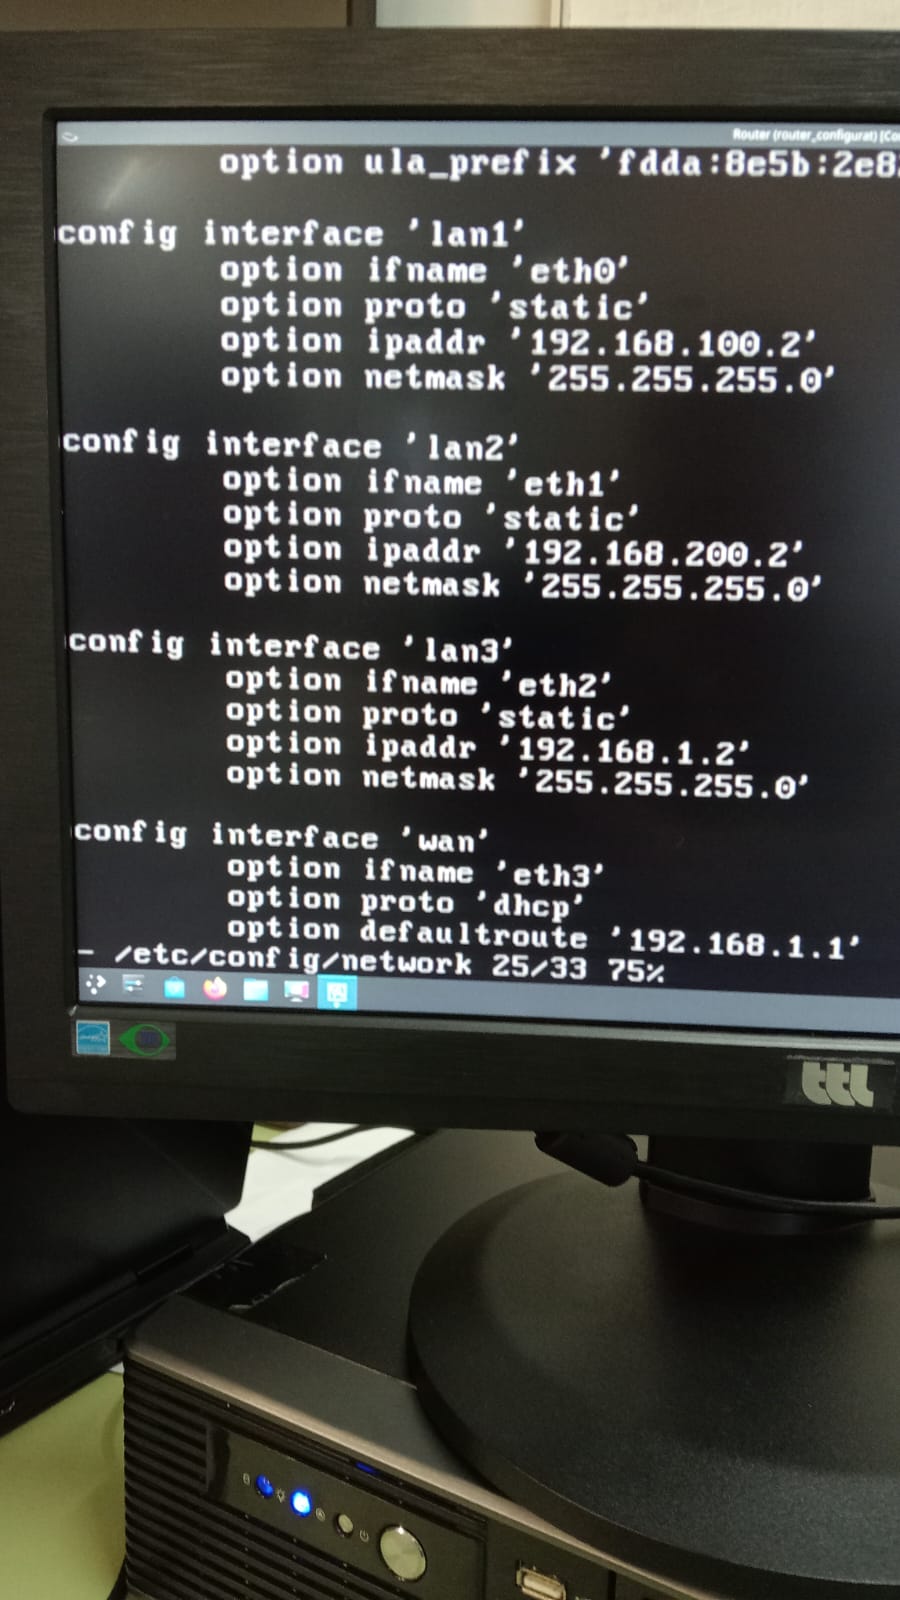 Router (router_configurat) [Co
option ula_prefix 'fdda:8e5b:2e8
config interface 'lan1'
option ifname 'eth0'
option proto 'static'
option ipaddr '192.168.100.2'
option netmask '255.255.255.0'
config interface 'lan2'
option ifname 'eth1'
option proto 'static'
option ipaddr '192.168.200.2'
option netmask '255.255.255.0'
config interface 'lan3'
option ifname 'eth2'
option proto 'static'
option ipaddr '192.168.1.2'
option netmask '255.255.255.0'
config interface 'wan'
option ifname 'eth3'
option proto 'dhcp'
option defaultroute '192.168.1.1'
- /etc/config/network 25/33 75%
ttl